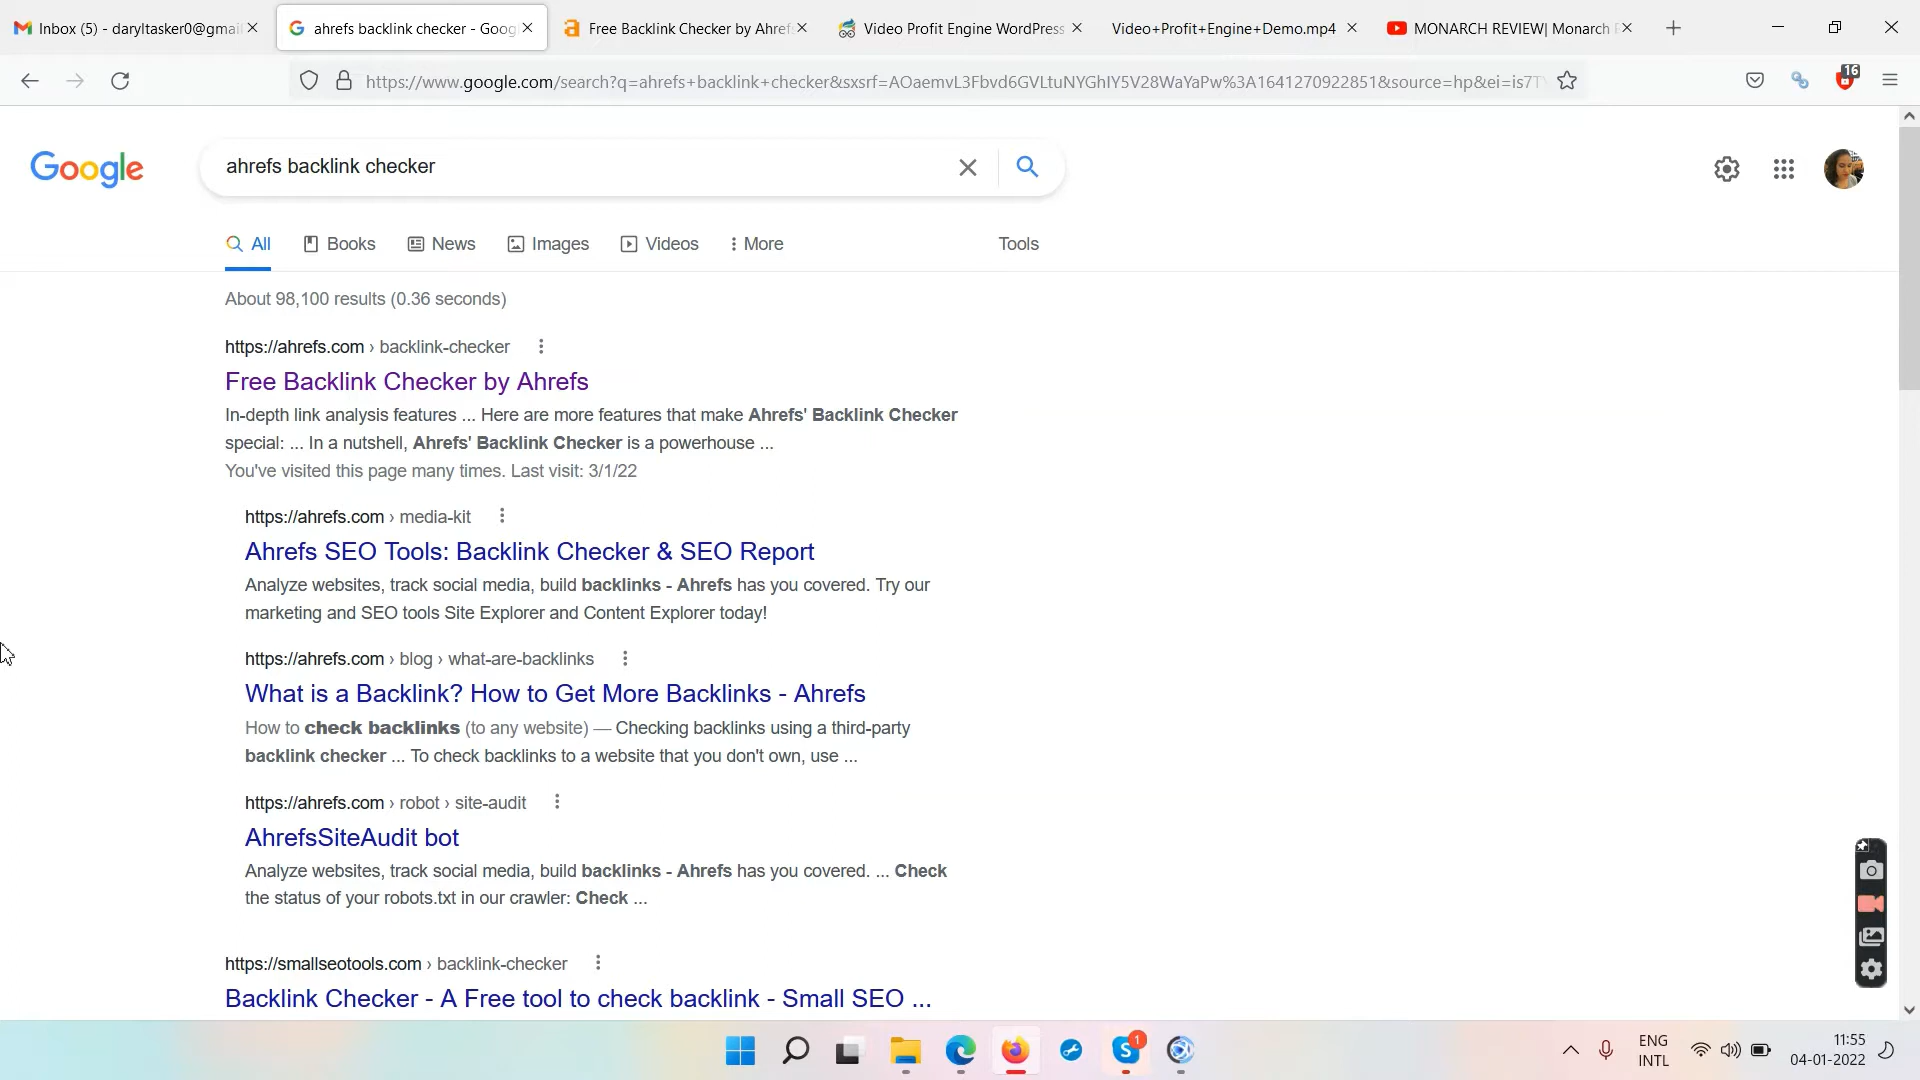 Inbox (5) - daryltasker0@gmai
ahrefs backlink checker - Goog
Free Backlink Checker by Ahref
Video Profit Engine WordPress
Video+Profit+Engine+Demo.mp4
MONARCH REVIEW| Monarch
https://www.google.com/search?q=ahrefs+backlink+checker&sxsrf=AOaemvL3Fbvd6GVLtuNYGhIY5V28WaYaPw%3A1641270922851&source=hp&ei=is7T
16
Google
ahrefs backlink checker
All
Books
News
Images
Videos
More
Tools
About 98,100 results (0.36 seconds)
https://ahrefs.com › backlink-checker
Free Backlink Checker by Ahrefs
In-depth link analysis features ... Here are more features that make Ahrefs' Backlink Checker
special: ... In a nutshell, Ahrefs' Backlink Checker is a powerhouse ...
You've visited this page many times. Last visit: 3/1/22
https://ahrefs.com › media-kit
Ahrefs SEO Tools: Backlink Checker & SEO Report
Analyze websites, track social media, build backlinks - Ahrefs has you covered. Try our
marketing and SEO tools Site Explorer and Content Explorer today!
https://ahrefs.com › blog › what-are-backlinks
What is a Backlink? How to Get More Backlinks - Ahrefs
How to check backlinks (to any website) — Checking backlinks using a third-party
backlink checker ... To check backlinks to a website that you don't own, use ...
https://ahrefs.com › robot › site-audit
AhrefsSiteAudit bot
Analyze websites, track social media, build backlinks - Ahrefs has you covered. ... Check
the status of your robots.txt in our crawler: Check ...
https://smallseotools.com › backlink-checker
Backlink Checker - A Free tool to check backlink - Small SEO ...
S
1
ENG
INTL
11:55
04-01-2022